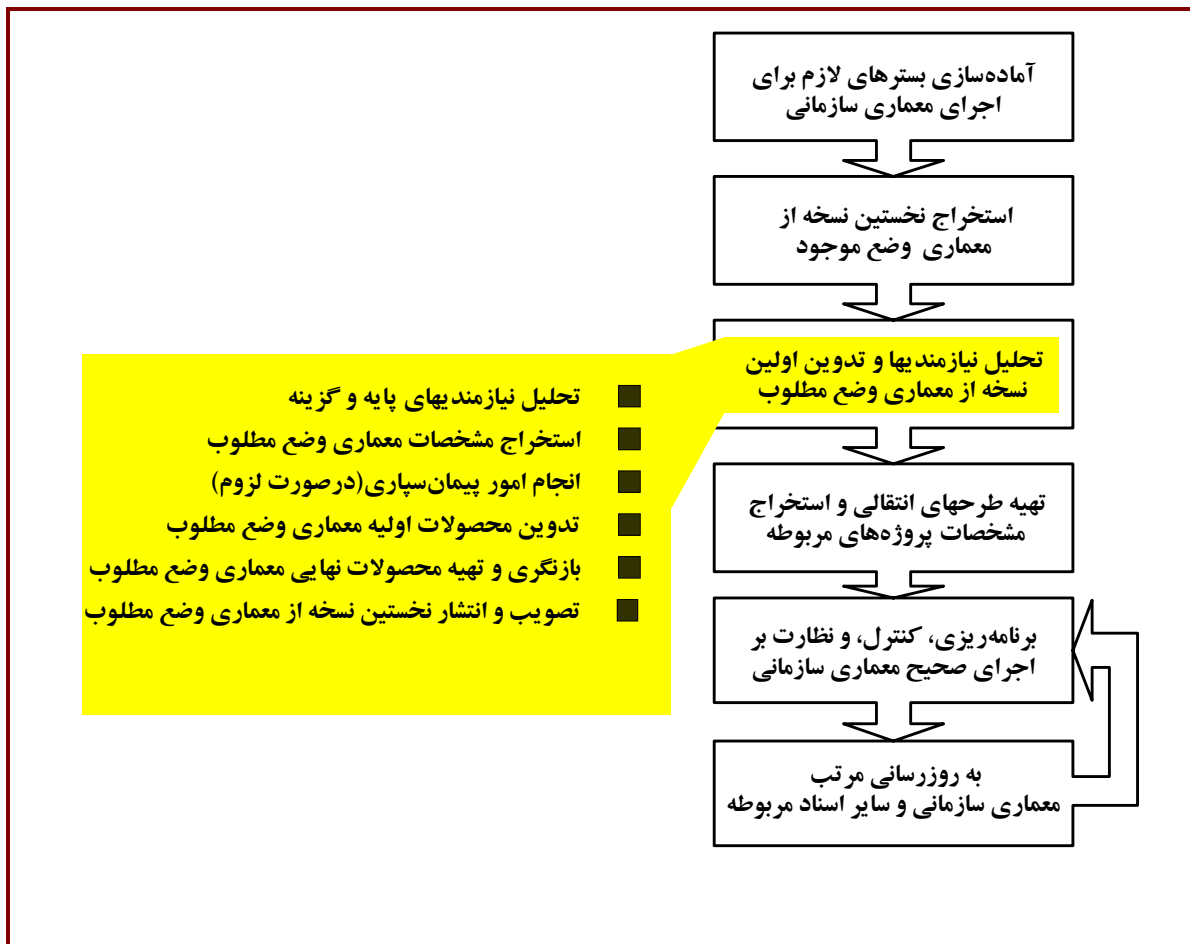 آماده‌سازی بسترهای لازم برای
اجرای معماری سازمانی
استخراج نخستین نسخه از
معماری وضع موجود
تحلیل نیازمندیها و تدوین اولین
نسخه از معماری وضع مطلوب
تحلیل نیازمندیهای پایه و گزینه
استخراج مشخصات معماری وضع مطلوب
انجام امور پیمان‌سپاری(درصورت لزوم)
تدوین محصولات اولیه معماری وضع مطلوب
بازنگری و تهیه محصولات نهایی معماری وضع مطلوب
تصویب و انتشار نخستین نسخه از معماری وضع مطلوب
تهیه طرحهای انتقالی و استخراج
مشخصات پروژه‌های مربوطه
برنامه‌ریزی، کنترل، و نظارت بر
اجرای صحیح معماری سازمانی
به روزرسانی مرتب
معماری سازمانی و سایر اسناد مربوطه